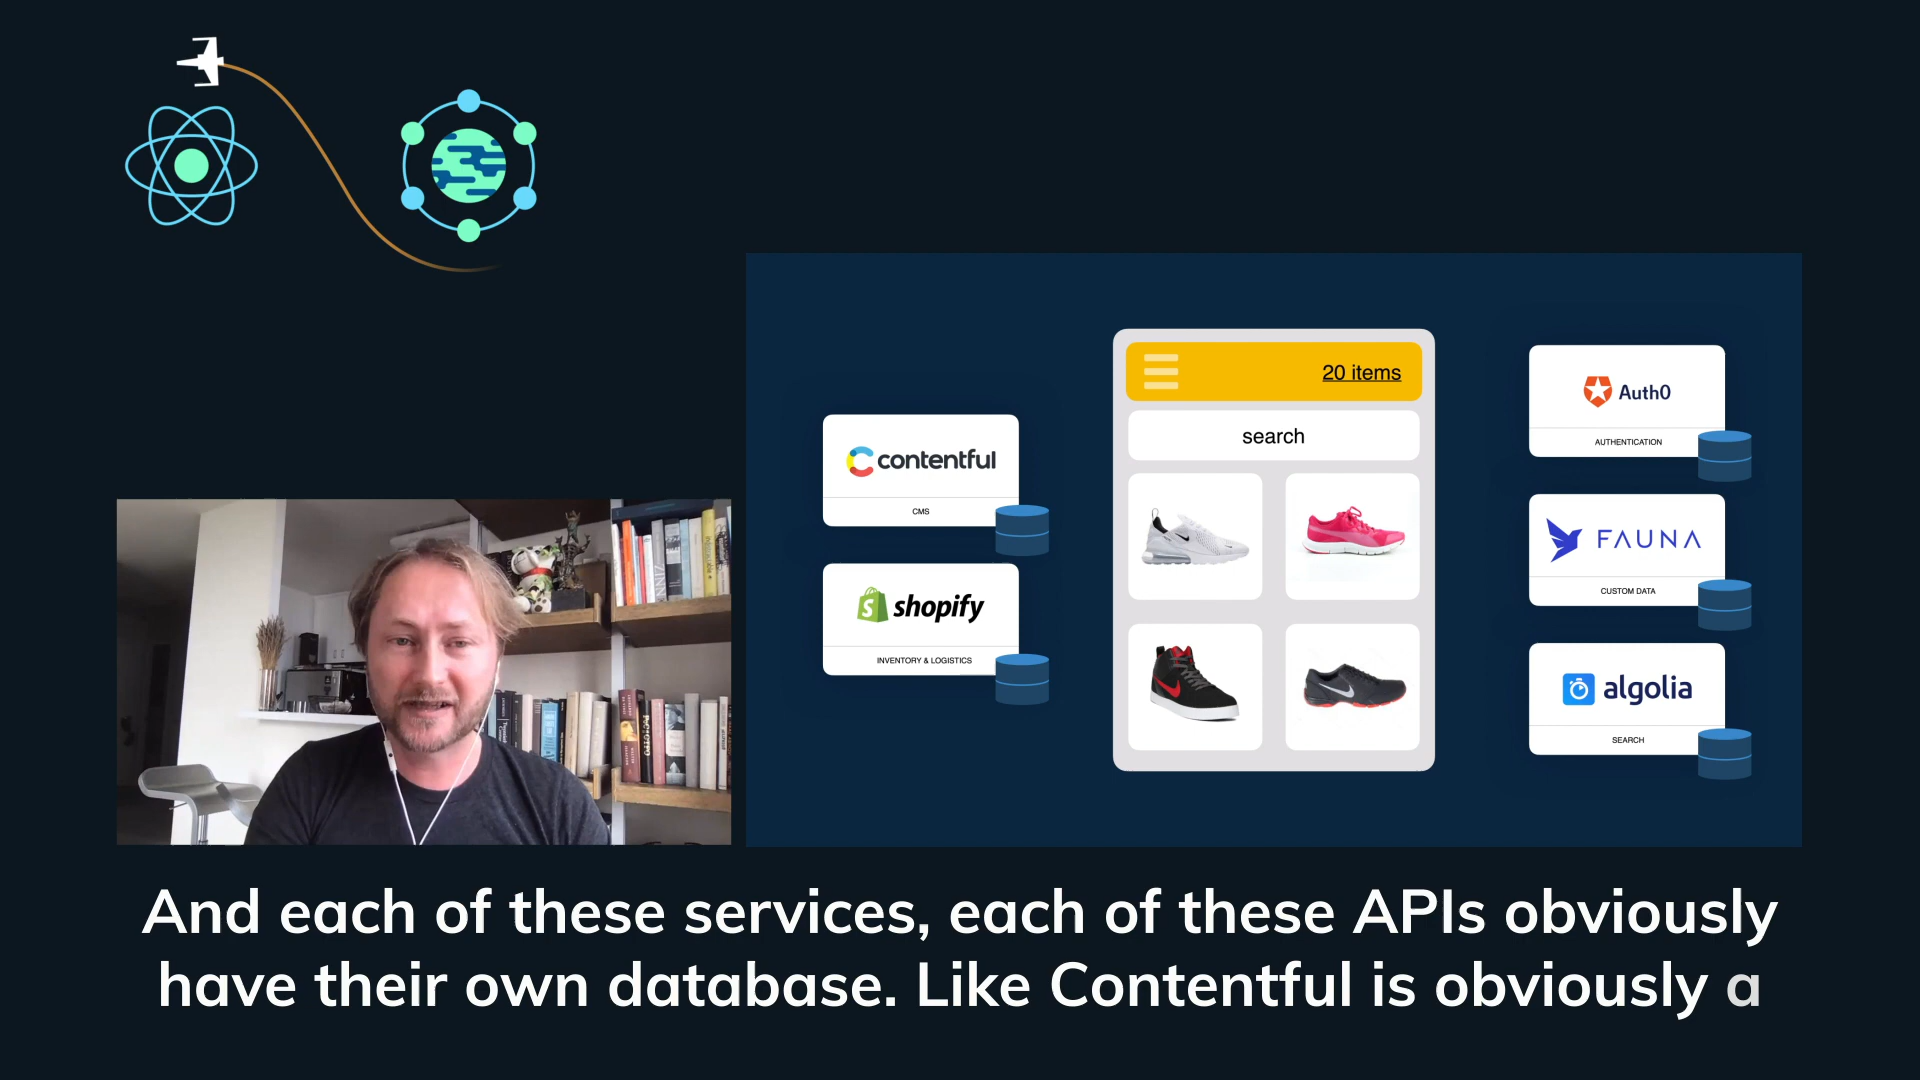 contentful
CMS
shopify
INVENTORY & LOGISTICS
20 items
search
Auth0
AUTHENTICATION
FAUNA
CUSTOM DATA
algolia
SEARCH
And each of these services, each of these APIs obviously
have their own database. Like Contentful is obviously a